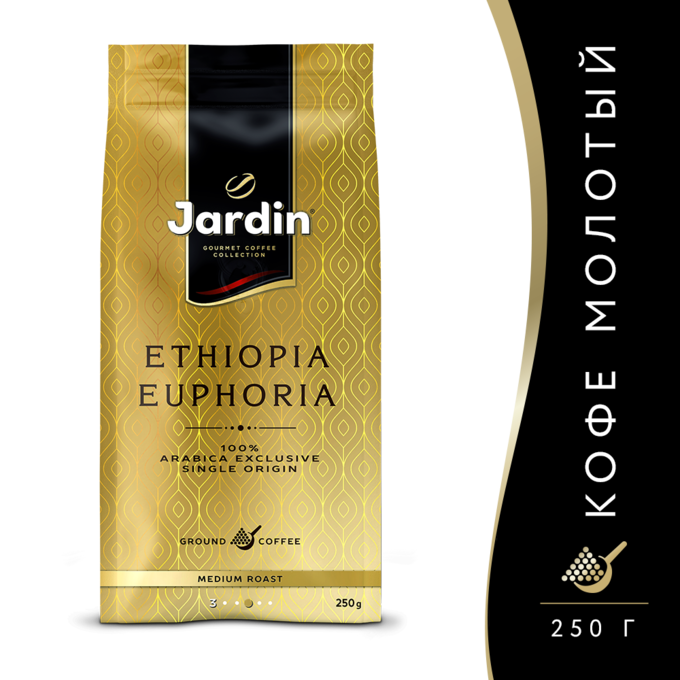 Jardin®
GOURMET COFFEE
COLLECTION
ETHIOPIA
EUPHORIA
100%
ARABICA EXCLUSIVE
SINGLE ORIGIN
GROUND COFFEE
MEDIUM ROAST
3
250g
КОФЕ МОЛОТЫЙ
250 Г